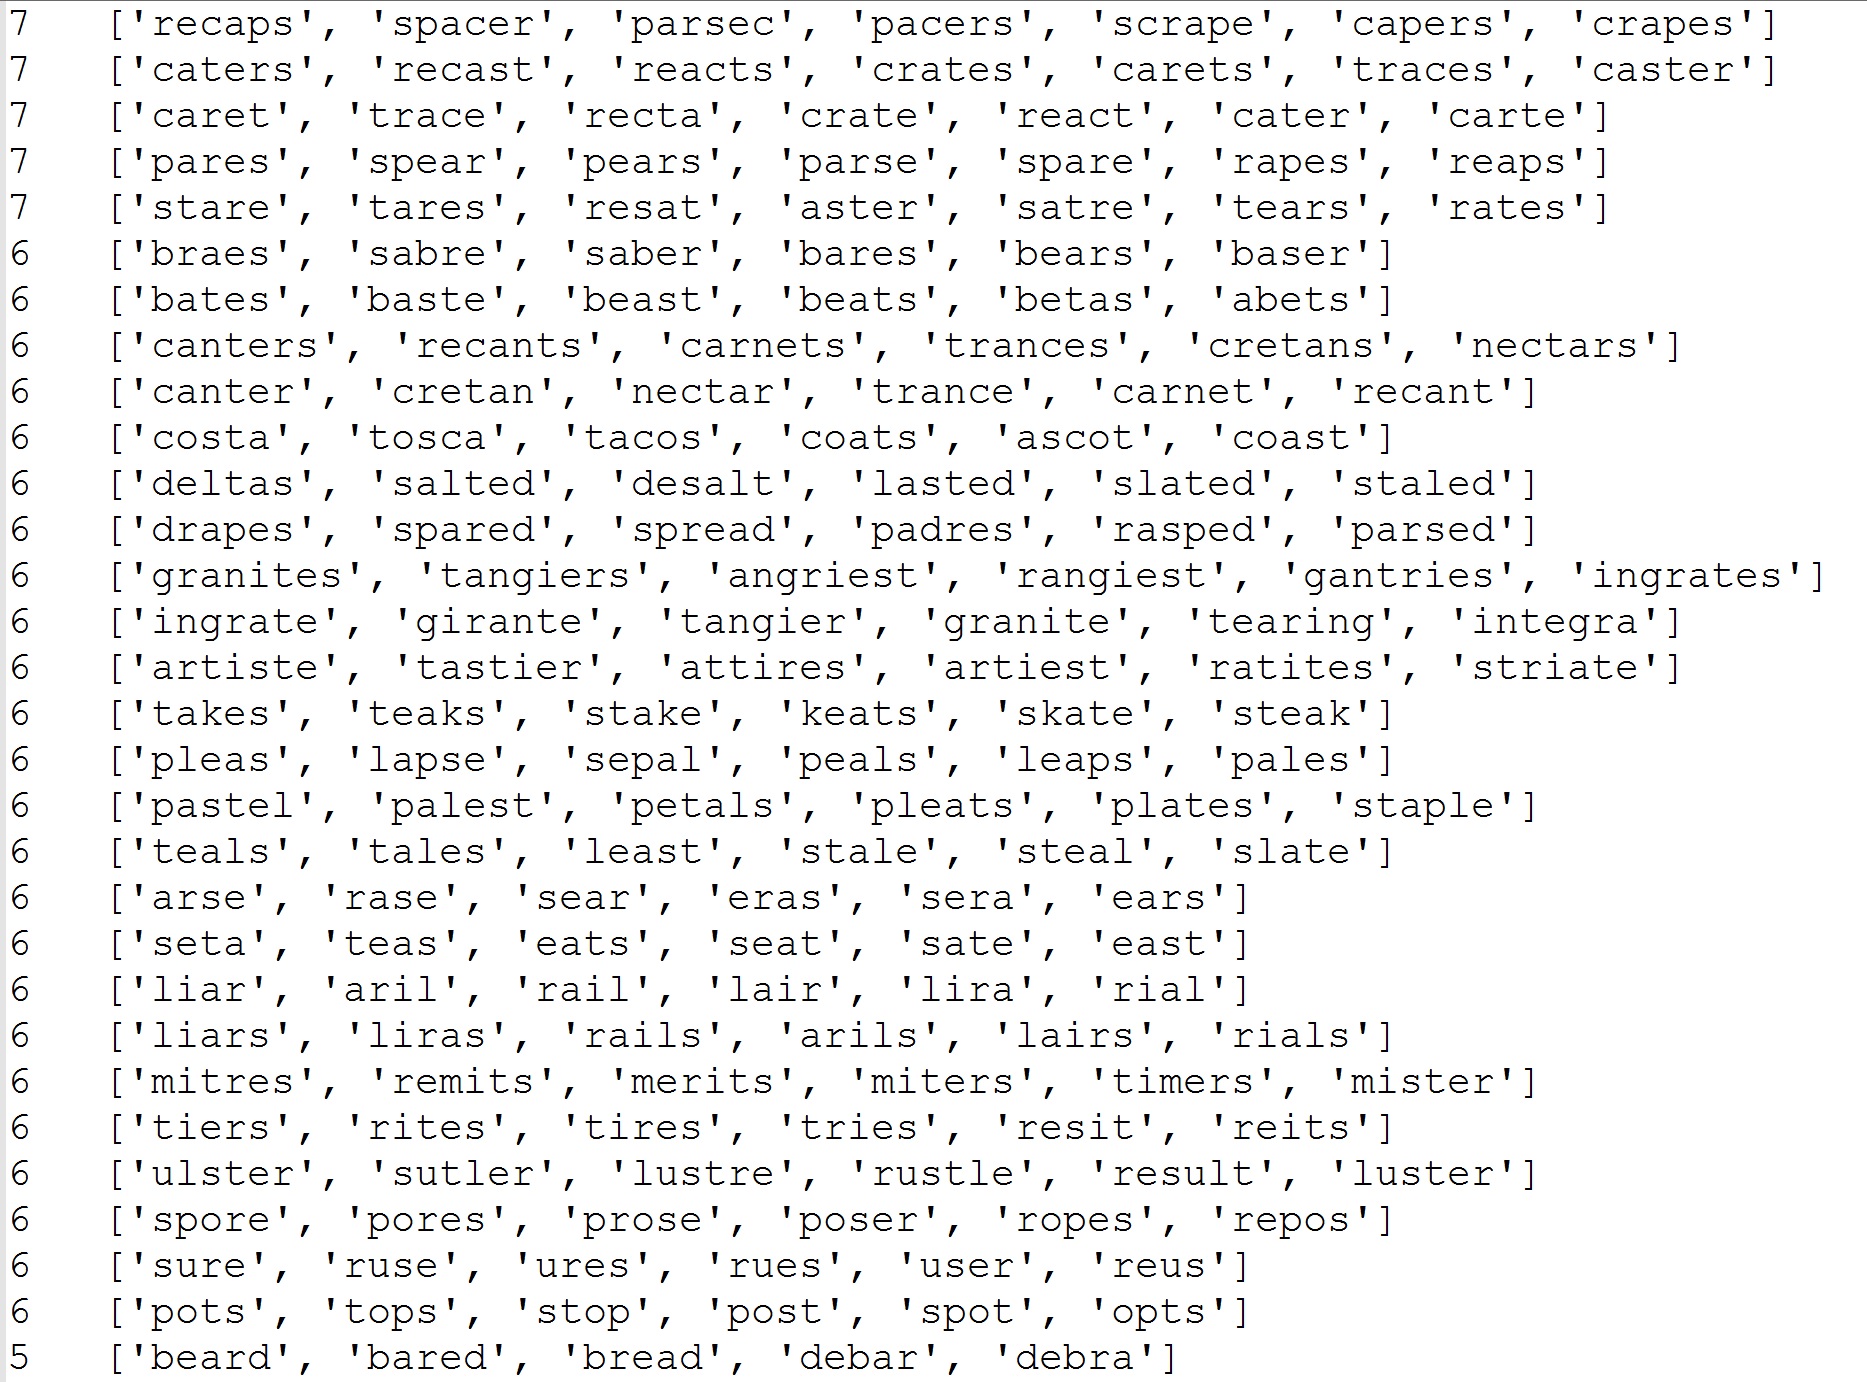 7 ['recaps', 'spacer', 'parsec', 'pacers', 'scrape', 'capers', 'crapes']
7 ['caters', 'recast', 'reacts', 'crates', 'carets', 'traces', 'caster']
7 ['caret', 'trace', 'recta', 'crate', 'react', 'cater', 'carte']
7 ['pares', 'spear', 'pears', 'parse', 'spare', 'rapes', 'reaps']
7 ['stare', 'tares', 'resat', 'aster', 'satre', 'tears', 'rates']
6 ['braes', 'sabre', 'saber', 'bares', 'bears', 'baser']
6 ['bates', 'baste', 'beast', 'beats', 'betas', 'abets']
6 ['canters', 'recants', 'carnets', 'trances', 'cretans', 'nectars']
6 ['canter', 'cretan', 'nectar', 'trance', 'carnet', 'recant']
6 ['costa', 'tosca', 'tacos', 'coats', 'ascot', 'coast']
6 ['deltas', 'salted', 'desalt', 'lasted', 'slated', 'staled']
6 ['drapes', 'spared', 'spread', 'padres', 'rasped', 'parsed']
6 ['granites', 'tangiers', 'angriest', 'rangiest', 'gantries', 'ingrates']
6 ['ingrate', 'girante', 'tangier', 'granite', 'tearing', 'integra']
6 ['artiste', 'tastier', 'attires', 'artiest', 'ratites', 'striate']
6 ['takes', 'teaks', 'stake', 'keats', 'skate', 'steak']
6 ['pleas', 'lapse', 'sepal', 'peals', 'leaps', 'pales']
6 ['pastel', 'palest', 'petals', 'pleats', 'plates', 'staple']
6 ['teals', 'tales', 'least', 'stale', 'steal', 'slate']
6 ['arse', 'rase', 'sear', 'eras', 'sera', 'ears']
6 ['seta', 'teas', 'eats', 'seat', 'sate', 'east']
6 ['liar', 'aril', 'rail', 'lair', 'lira', 'rial']
6 ['liars', 'liras', 'rails', 'arils', 'lairs', 'rials']
6 ['mitres', 'remits', 'merits', 'miters', 'timers', 'mister']
6 ['tiers', 'rites', 'tires', 'tries', 'resit', 'reits']
6 ['ulster', 'sutler', 'lustre', 'rustle', 'result', 'luster']
6 ['spore', 'pores', 'prose', 'poser', 'ropes', 'repos']
6 ['sure', 'ruse', 'ures', 'rues', 'user', 'reus']
6 ['pots', 'tops', 'stop', 'post', 'spot', 'opts']
5 ['beard', 'bared', 'bread', 'debar', 'debra']